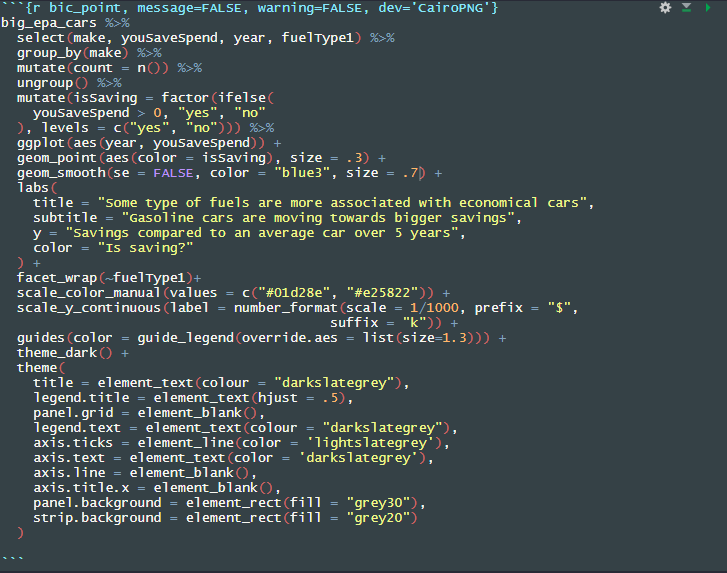 ```{r bic_point, message=FALSE, warning=FALSE, dev='CairoPNG'}
big_epa_cars %>%
  select(make, youSaveSpend, year, fuelType1) %>%
  group_by(make) %>%
  mutate(count = n()) %>%
  ungroup() %>%
  mutate(isSaving = factor(ifelse(
    youSaveSpend > 0, "yes", "no"
  ), levels = c("yes", "no"))) %>%
  ggplot(aes(year, youSaveSpend)) +
  geom_point(aes(color = isSaving), size = .3) +
  geom_smooth(se = FALSE, color = "blue3", size = .7) +
  labs(
    title = "Some type of fuels are more associated with economical cars",
    subtitle = "Gasoline cars are moving towards bigger savings",
    y = "Savings compared to an average car over 5 years",
    color = "Is saving?"
  ) +
  facet_wrap(~fuelType1)+
  scale_color_manual(values = c("#01d28e", "#e25822")) +
  scale_y_continuous(label = number_format(scale = 1/1000, prefix = "$",
                                        suffix = "k")) +
  guides(color = guide_legend(override.aes = list(size=1.3))) +
  theme_dark() +
  theme(
    title = element_text(colour = "darkslategrey"),
    legend.title = element_text(hjust = .5),
    panel.grid = element_blank(),
    legend.text = element_text(colour = "darkslategrey"),
    axis.ticks = element_line(color = 'lightslategrey'),
    axis.text = element_text(color = 'darkslategrey'),
    axis.line = element_blank(),
    axis.title.x = element_blank(),
    panel.background = element_rect(fill = "grey30"),
    strip.background = element_rect(fill = "grey20")
  )
```